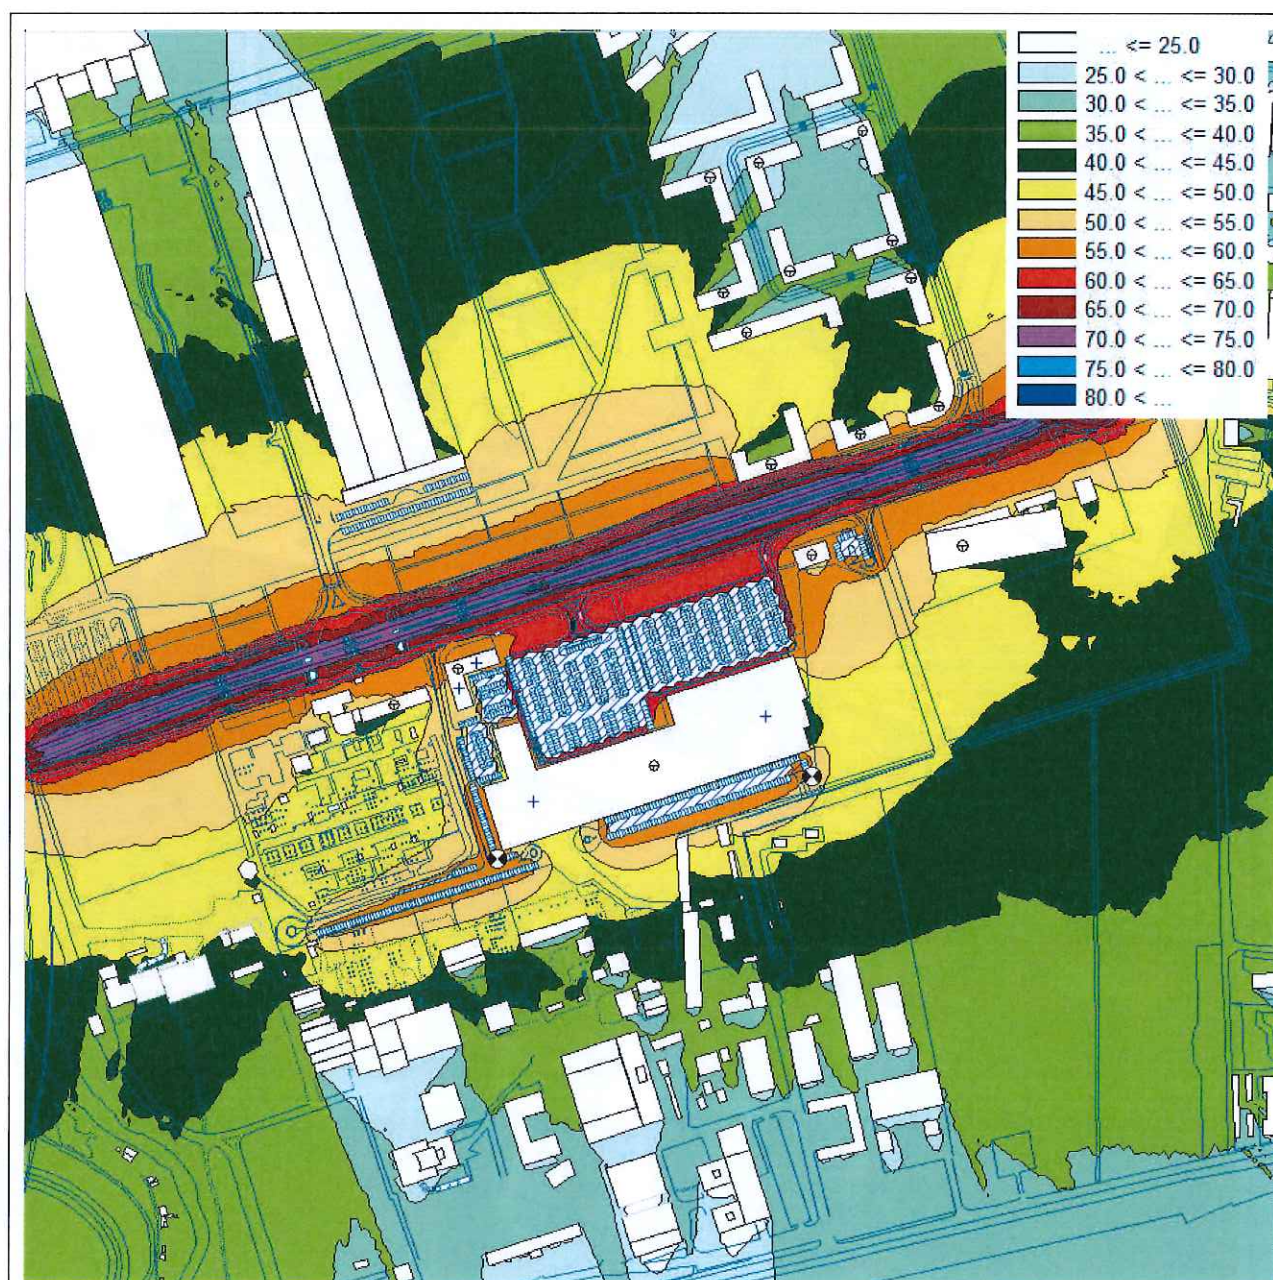 ... <= 25.0
25.0 < ... <= 30.0
30.0 < ... <= 35.0
35.0 < ... <= 40.0
40.0 < ... <= 45.0
45.0 < ... <= 50.0
50.0 < ... <= 55.0
55.0 < ... <= 60.0
60.0 < ... <= 65.0
65.0 < ... <= 70.0
70.0 < ... <= 75.0
75.0 < ... <= 80.0
80.0 < ...